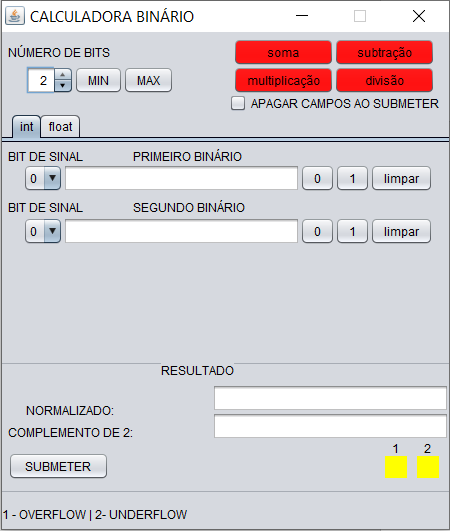 CALCULADORA BINÁRIO
NÚMERO DE BITS
soma subtração
2 MIN MAX
multiplicação divisão
APAGAR CAMPOS AO SUBMETER
int float
BIT DE SINAL PRIMEIRO BINÁRIO
0 0 1 limpar
BIT DE SINAL SEGUNDO BINÁRIO
0 0 1 limpar
RESULTADO
NORMALIZADO:
COMPLEMENTO DE 2:
1 2
SUBMETER
1 - OVERFLOW | 2- UNDERFLOW